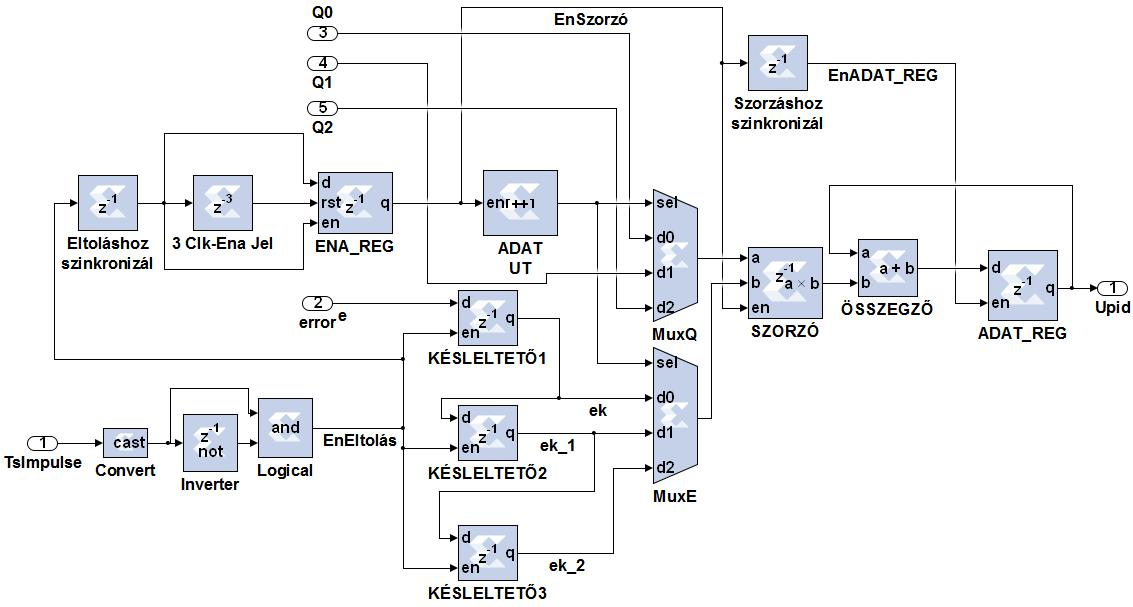 Q0
3
EnSzorzó
4
Q1
z-1
EnADAT_REG
Szorzáshoz
szinkronizál
5
Q2
z-1
Eltoláshoz
szinkronizál
z-3
3 Clk-Ena Jel
d
rst
z-1
q
en
ENA_REG
en
++
ADAT
UT
sel
d0
d1
d2
MuxQ
a
z-1
b
a × b
en
SZORZÓ
a
a + b
b
ÖSSZEGZŐ
d
z-1
q
en
ADAT_REG
1
Upid
2
error
e
d
z-1
q
en
KÉSLELTETŐ1
sel
d0
d1
d2
MuxE
ek
d
z-1
q
en
KÉSLELTETŐ2
ek_1
1
TsImpulse
cast
Convert
z-1
not
Inverter
and
Logical
EnEltolás
d
z-1
q
en
KÉSLELTETŐ3
ek_2